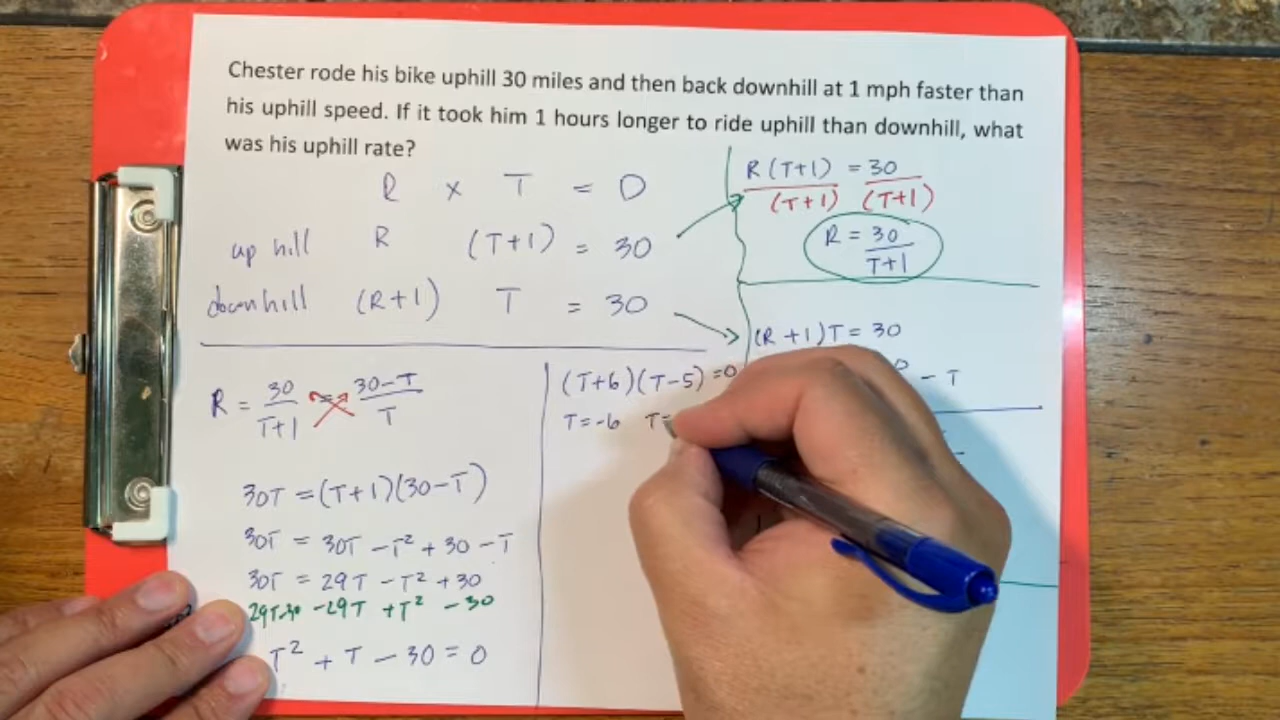 Chester rode his bike uphill 30 miles and then back downhill at 1 mph faster than
his uphill speed. If it took him 1 hours longer to ride uphill than downhill, what
was his uphill rate?
R x T = D
up hill R (T+1) = 30
downhill (R+1) T = 30
R(T+1) = 30
(T+1) (T+1)
R = 30
T+1
(R+1)T = 30
- T
R = 30 = 30-T
T+1 T
30T = (T+1)(30-T)
30T = 30T - T² + 30 - T
30T = 29T - T² + 30
-29T + T² - 30
T² + T - 30 = 0
(T+6)(T-5) = 0
T = -6 T=